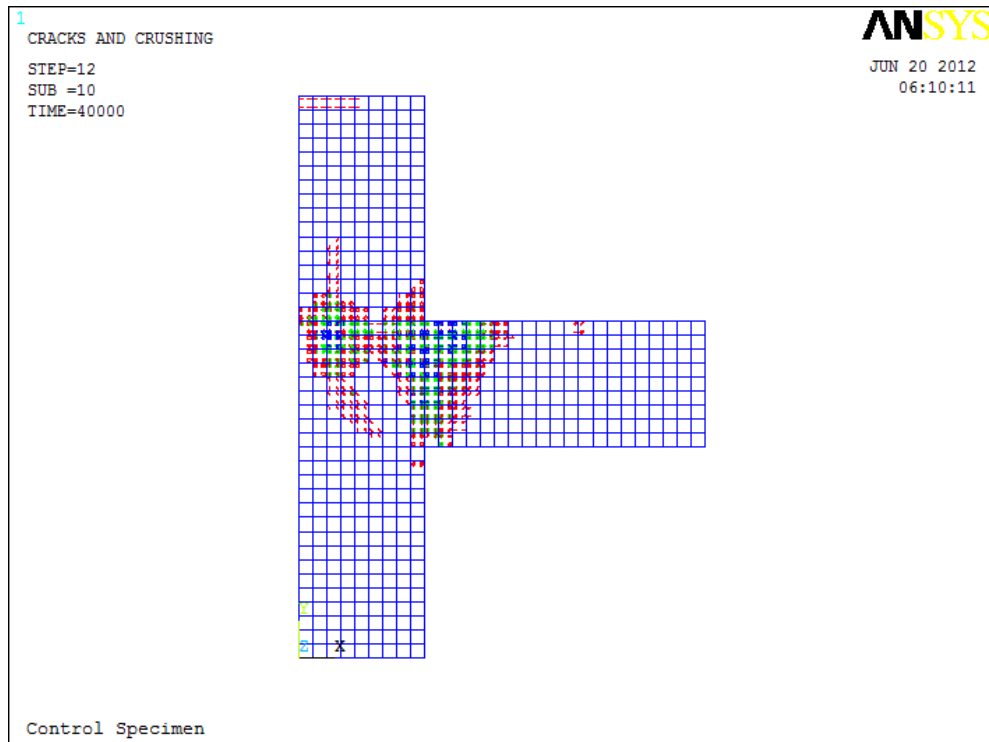 1
ANSYS
CRACKS AND CRUSHING
STEP=12
SUB =10
TIME=40000
JUN 20 2012
06:10:11
Y
Z X
Control Specimen